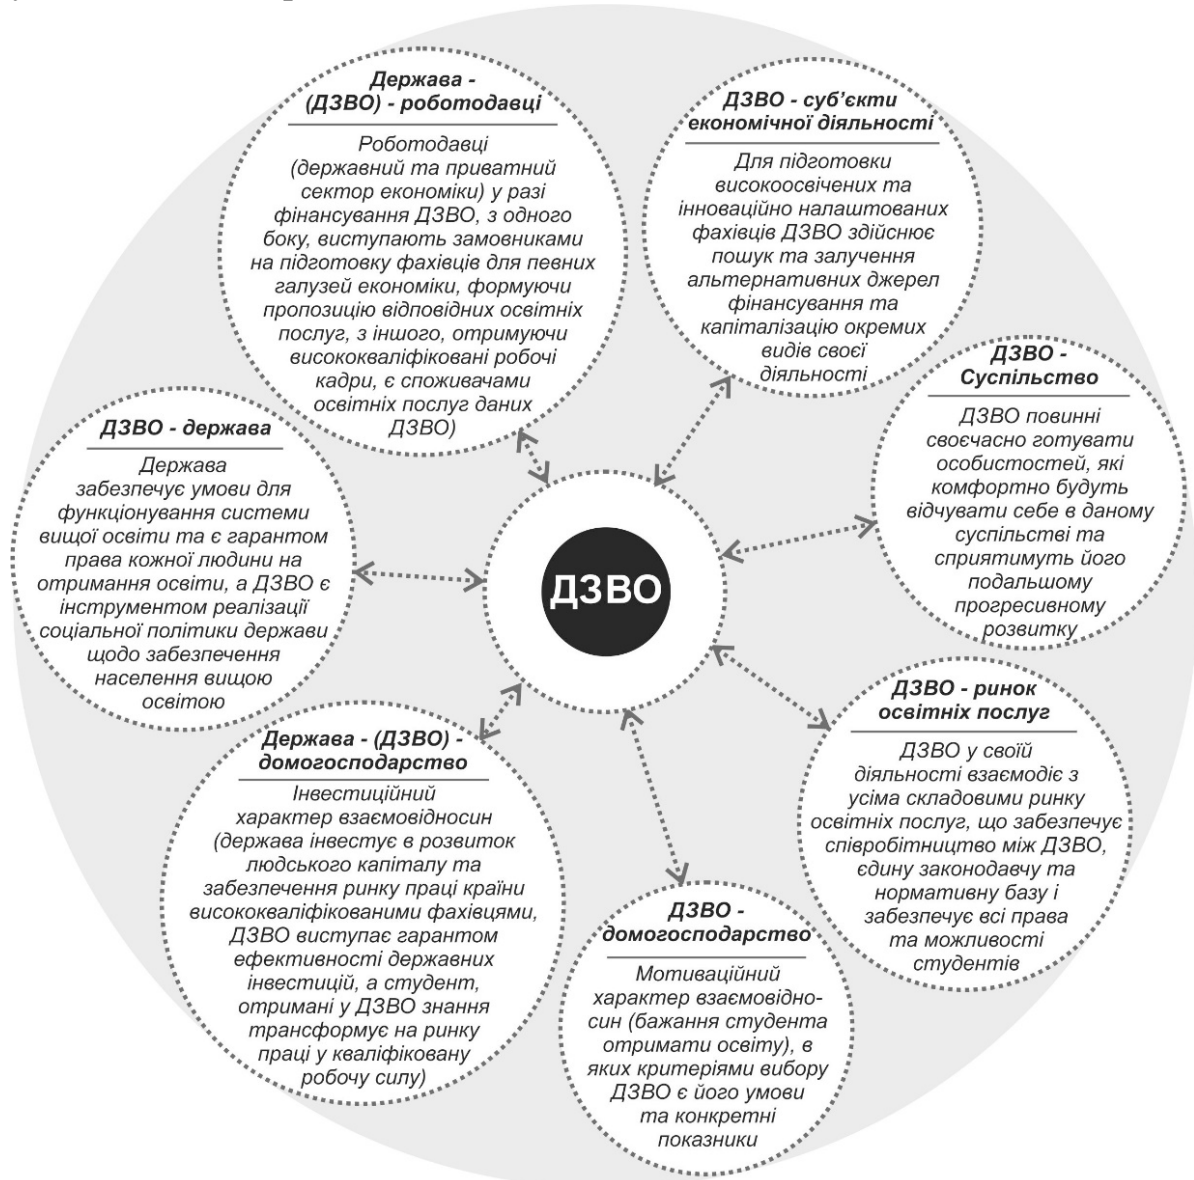 Держава -
(ДЗВО) - роботодавці
Роботодавці
(державний та приватний
сектор економіки) у разі
фінансування ДЗВО, з одного
боку, виступають замовниками
на підготовку фахівців для певних
галузей економіки, формуючи
пропозицію відповідних освітніх
послуг, з іншого, отримуючи
висококваліфіковані робочі
кадри, є споживачами
освітніх послуг даних
ДЗВО)
ДЗВО - суб’єкти
економічної діяльності
Для підготовки
високоосвічених та
інноваційно налаштованих
фахівців ДЗВО здійснює
пошук та залучення
альтернативних джерел
фінансування та
капіталізацію окремих
видів своєї
діяльності
ДЗВО -
Суспільство
ДЗВО повинні
своєчасно готувати
особистостей, які
комфортно будуть
відчувати себе в даному
суспільстві та
сприятимуть його
подальшому
прогресивному
розвитку
ДЗВО - держава
Держава
забезпечує умови для
функціонування системи
вищої освіти та є гарантом
права кожної людини на
отримання освіти, а ДЗВО є
інструментом реалізації
соціальної політики держави
щодо забезпечення
населення вищою
освітою
ДЗВО
ДЗВО - ринок
освітніх послуг
ДЗВО у своїй
діяльності взаємодіє з
усіма складовими ринку
освітніх послуг, що забезпечує
співробітництво між ДЗВО,
єдину законодавчу та
нормативну базу і
забезпечує всі права
та можливості
студентів
Держава - (ДЗВО) -
домогосподарство
Інвестиційний
характер взаємовідносин
(держава інвестує в розвиток
людського капіталу та
забезпечення ринку праці країни
висококваліфікованими фахівцями,
ДЗВО виступає гарантом
ефективності державних
інвестицій, а студент,
отримані у ДЗВО знання
трансформує на ринку
праці у кваліфіковану
робочу силу)
ДЗВО -
домогосподарство
Мотиваційний
характер взаємовідно-
син (бажання студента
отримати освіту), в
яких критеріями вибору
ДЗВО є його умови
та конкретні
показники